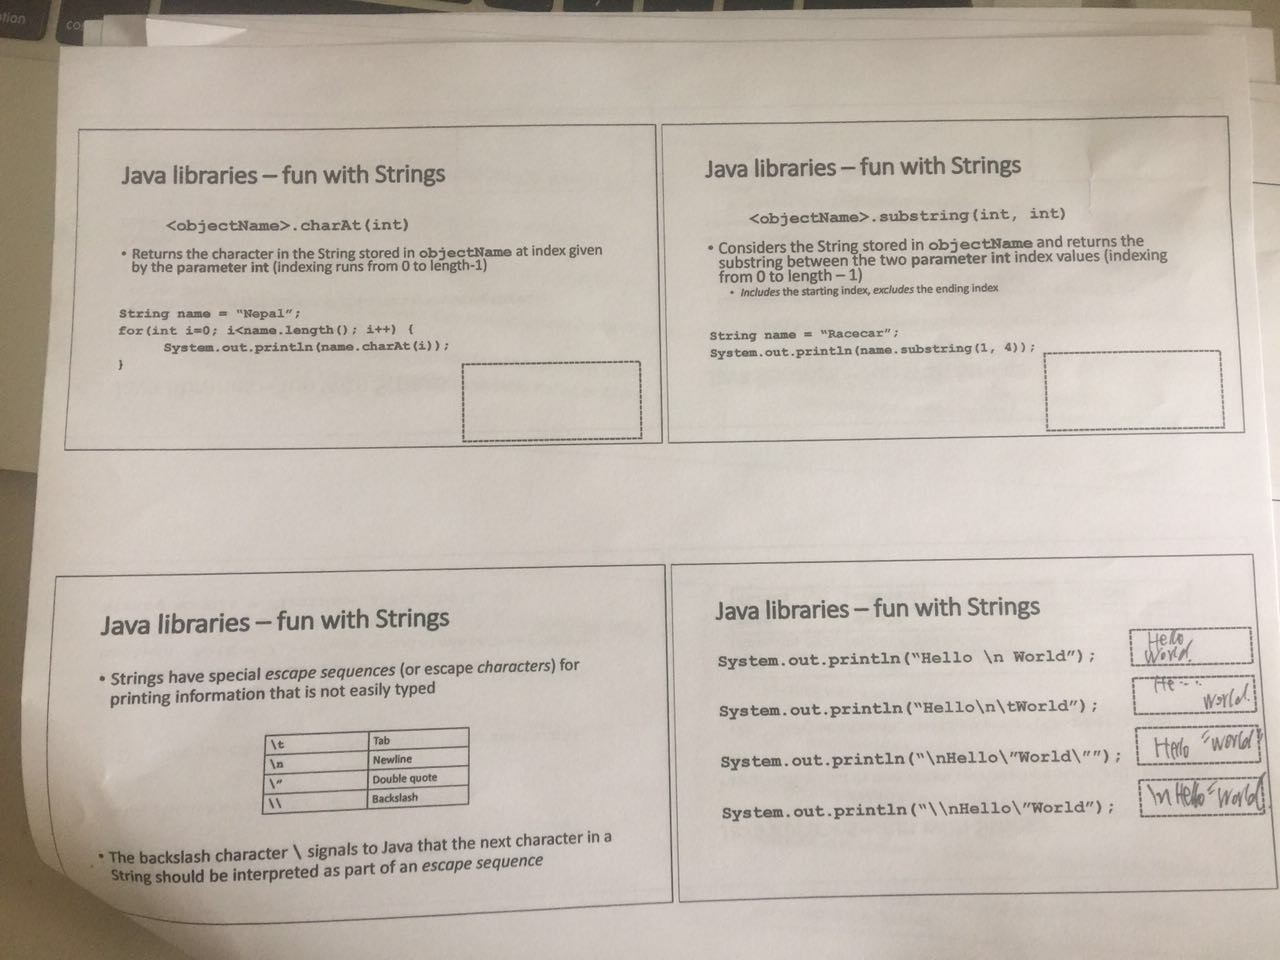 tion
co
Java libraries – fun with Strings
<objectName>.charAt(int)
• Returns the character in the String stored in objectName at index given
by the parameter int (indexing runs from 0 to length-1)
String name = "Nepal";
for(int i=0; i<name.length(); i++) {
System.out.println(name.charAt(i));
}
Java libraries – fun with Strings
<objectName>.substring(int, int)
• Considers the String stored in objectName and returns the
substring between the two parameter int index values (indexing
from 0 to length – 1)
• Includes the starting index, excludes the ending index
String name = "Racecar";
System.out.println(name.substring(1, 4));
Java libraries – fun with Strings
• Strings have special escape sequences (or escape characters) for
printing information that is not easily typed
\t Tab
\n Newline
\" Double quote
\\ Backslash
• The backslash character \ signals to Java that the next character in a
String should be interpreted as part of an escape sequence
Java libraries – fun with Strings
System.out.println("Hello \n World");
Hello
World
System.out.println("Hello\n\tWorld");
He...
World
System.out.println("\nHello\"World\"");
Hello "World"
System.out.println("\\nHello\"World");
\nHello"World